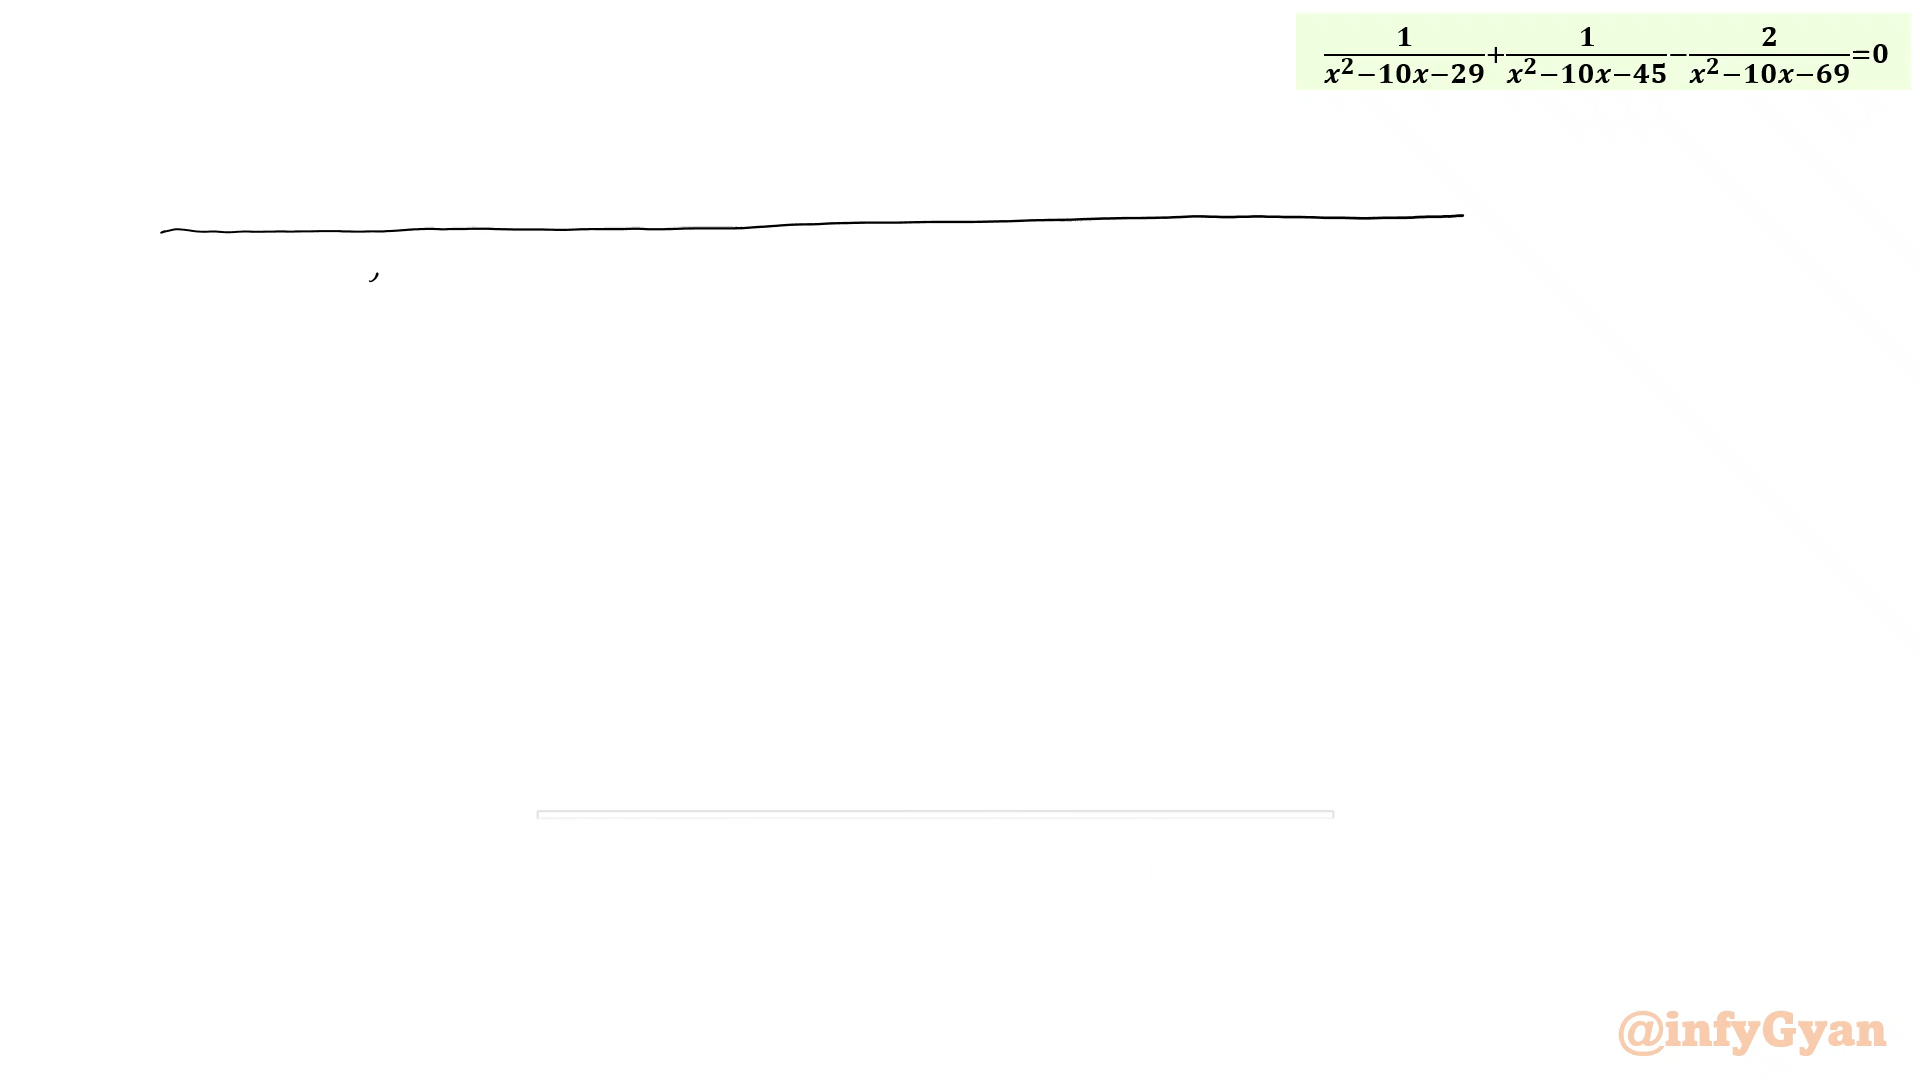 1/(x²−10x−29) + 1/(x²−10x−45) − 2/(x²−10x−69) =0
@infyGyan